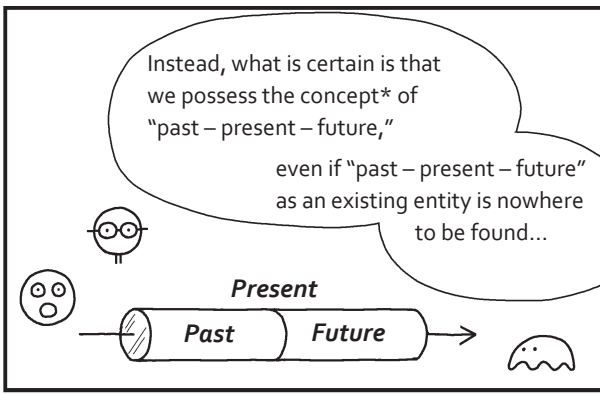 Instead, what is certain is that
we possess the concept* of
“past – present – future,”
even if “past – present – future”
as an existing entity is nowhere
to be found...
Present
Past Future